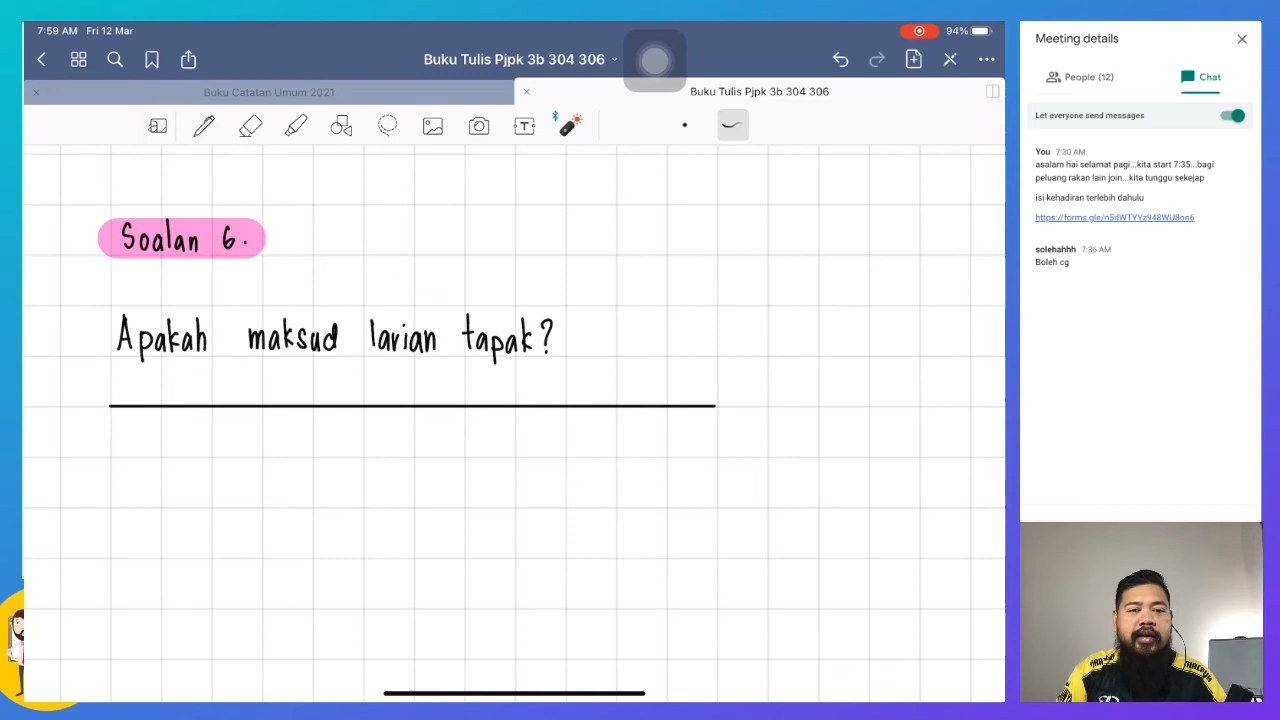 7:59 AM Fri 12 Mar
94%
Buku Tulis Pjpk 3b 304 306
Buku Catatan Umum 2021
Buku Tulis Pjpk 3b 304 306
Soalan 6.
Apakah maksud larian tapak?
Meeting details
People (12)
Chat
Let everyone send messages
You 7:30 AM
asalam hai selamat pagi...kita start 7:35...bagi
peluang rakan lain join...kita tunggu sekejap
isi kehadiran terlebih dahulu
https://forms.gle/n5dWTYYz948WU8on6
solehahhh 7:36 AM
Boleh cg